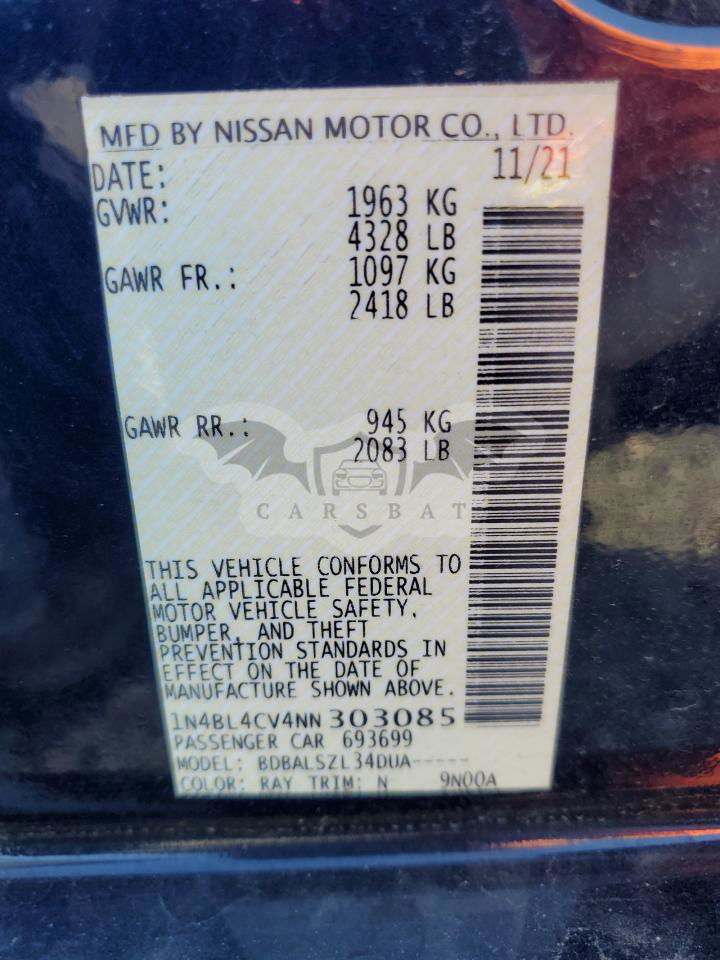 MFD BY NISSAN MOTOR CO., LTD.
DATE: 11/21
GVWR: 1963 KG
4328 LB
GAWR FR.: 1097 KG
2418 LB
GAWR RR.: 945 KG
2083 LB
CARSBAT
THIS VEHICLE CONFORMS TO
ALL APPLICABLE FEDERAL
MOTOR VEHICLE SAFETY,
BUMPER, AND THEFT
PREVENTION STANDARDS IN
EFFECT ON THE DATE OF
MANUFACTURE SHOWN ABOVE.
1N4BL4CV4NN303085
PASSENGER CAR 693699
MODEL: BDBALSZL34DUA-----
COLOR: RAY TRIM: N 9N00A